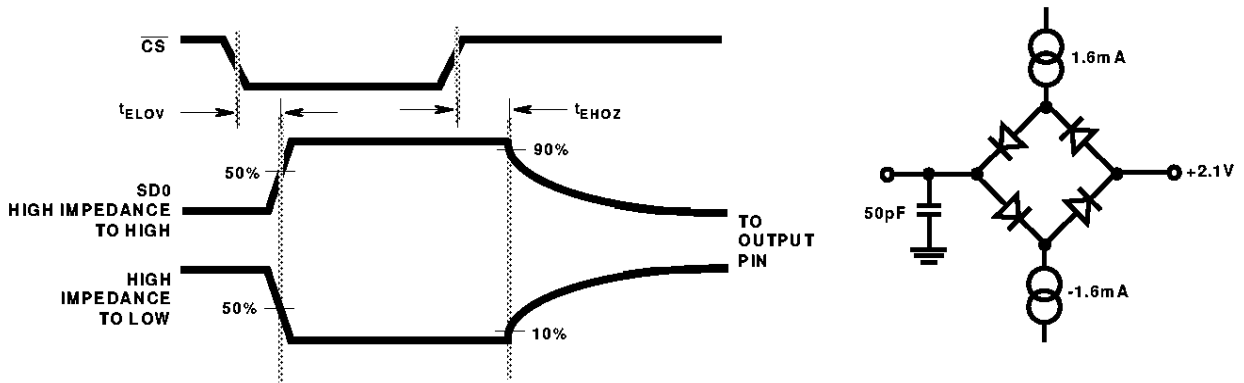 CS
tELOV
tEHOZ
50%
90%
SD0
HIGH IMPEDANCE
TO HIGH
TO
OUTPUT
PIN
HIGH
IMPEDANCE
TO LOW
50%
10%
1.6mA
+2.1V
50pF
-1.6mA